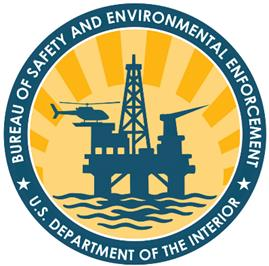 BUREAU OF SAFETY AND ENVIRONMENTAL ENFORCEMENT
U.S. DEPARTMENT OF THE INTERIOR